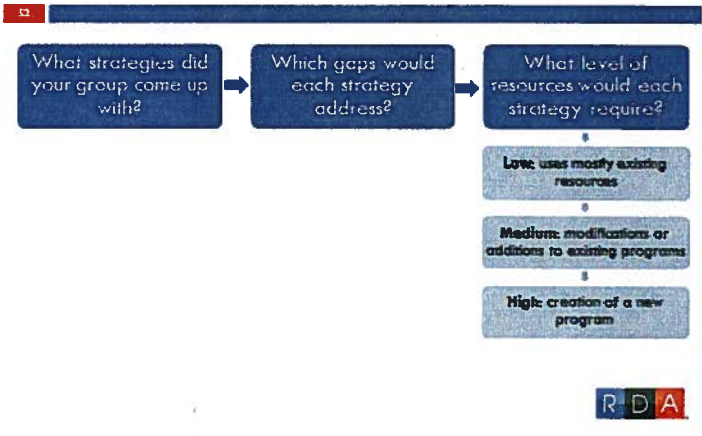 52
What strategies did
your group come up
with?
Which gaps would
each strategy
address?
What level of
resources would each
strategy require?
Low: uses mostly existing
resources
Medium: modifications or
additions to existing programs
High: creation of a new
program
RDA